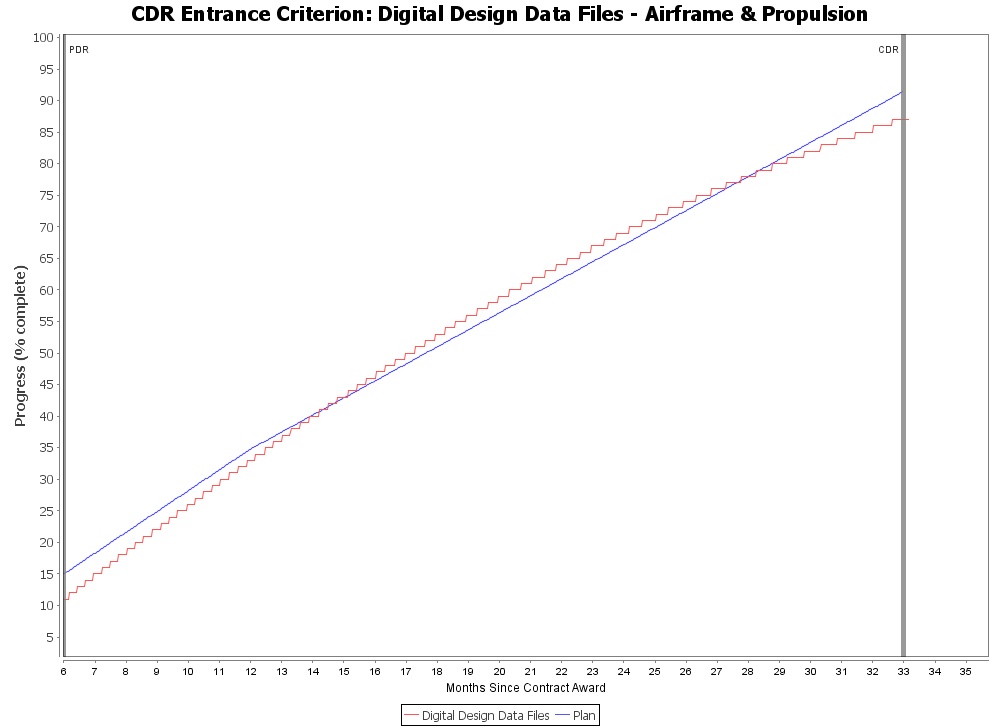 CDR Entrance Criterion: Digital Design Data Files - Airframe & Propulsion
100
95
90
85
80
75
70
65
60
55
50
45
40
35
30
25
20
15
10
5
Progress (% complete)
PDR
CDR
6 7 8 9 10 11 12 13 14 15 16 17 18 19 20 21 22 23 24 25 26 27 28 29 30 31 32 33 34 35
Months Since Contract Award
Digital Design Data Files Plan